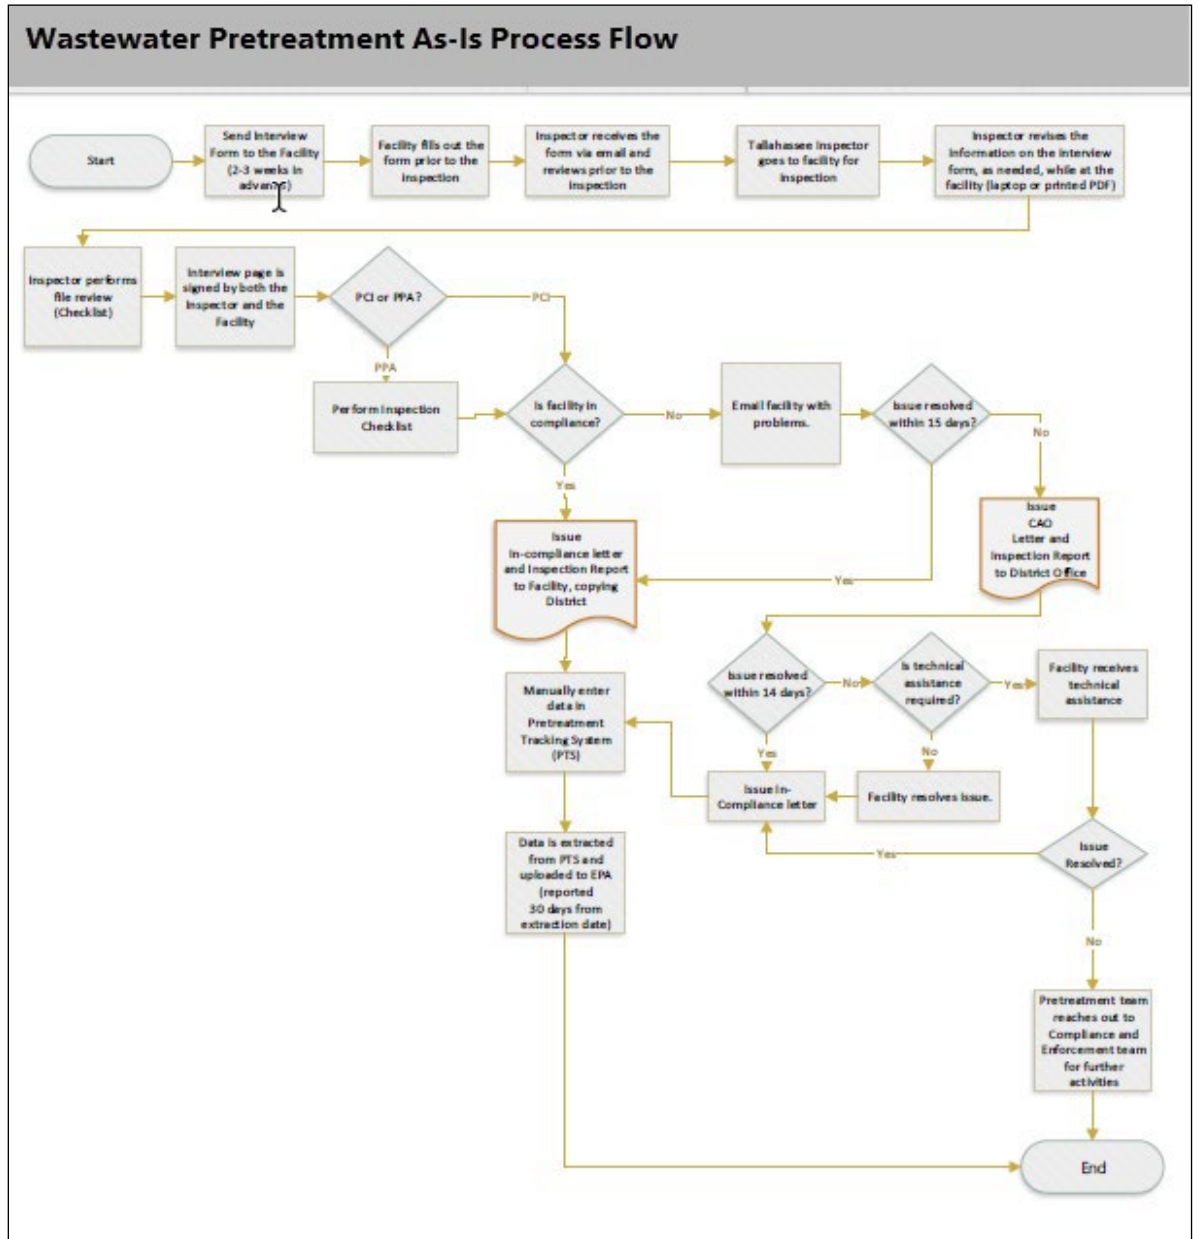 Wastewater Pretreatment As-Is Process Flow
Start
Send Interview
Form to the Facility
(2-3 weeks in
advance)
Facility fills out the
form prior to the
inspection
Inspector receives the
form via email and
reviews prior to the
inspection
Tallahassee Inspector
goes to facility for
inspection
Inspector revises the
information on the interview
form, as needed, while at the
facility (laptop or printed PDF)
Inspector performs
file review
(Checklist)
Interview page is
signed by both the
Inspector and the
Facility
PCI or PPA?
PCI
PPA
Perform Inspection
Checklist
Is facility in
compliance?
No
Email facility with
problems.
Issue resolved
within 15 days?
No
Yes
Issue
In-compliance letter
and Inspection Report
to Facility, copying
District
Yes
Issue
CAO
Letter and
Inspection Report
to District Office
Issue resolved
within 14 days?
No
Is technical
assistance
required?
Yes
Facility receives
technical
assistance
Manually enter
data in
Pretreatment
Tracking System
(PTS)
Yes
No
Issue In-
Compliance letter
Facility resolves issue.
Data is extracted
from PTS and
uploaded to EPA
(reported
30 days from
extraction date)
Yes
Issue
Resolved?
No
Pretreatment team
reaches out to
Compliance and
Enforcement team
for further
activities
End